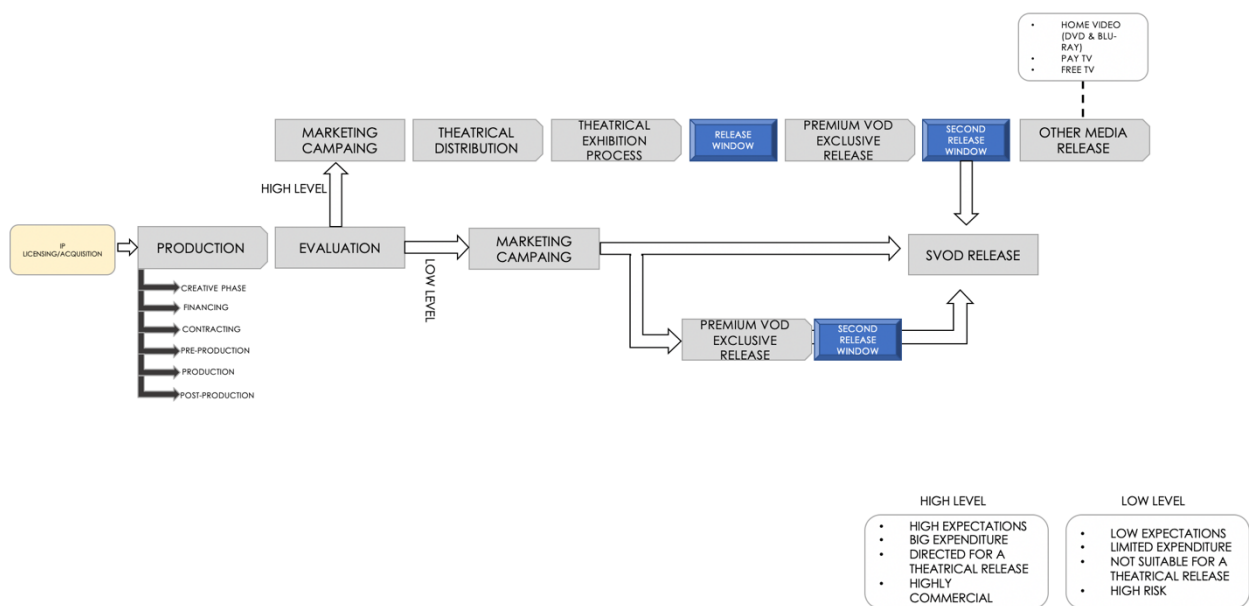 • HOME VIDEO
(DVD & BLU-
RAY)
• PAY TV
• FREE TV
MARKETING
CAMPAING
THEATRICAL
DISTRIBUTION
THEATRICAL
EXHIBITION
PROCESS
RELEASE
WINDOW
PREMIUM VOD
EXCLUSIVE
RELEASE
SECOND
RELEASE
WINDOW
OTHER MEDIA
RELEASE
HIGH LEVEL
IP
LICENSING/ACQUISITION
PRODUCTION
EVALUATION
LOW LEVEL
MARKETING
CAMPAING
SVOD RELEASE
CREATIVE PHASE
FINANCING
CONTRACTING
PRE-PRODUCTION
PRODUCTION
POST-PRODUCTION
PREMIUM VOD
EXCLUSIVE
RELEASE
SECOND
RELEASE
WINDOW
HIGH LEVEL
• HIGH EXPECTATIONS
• BIG EXPENDITURE
• DIRECTED FOR A
THEATRICAL RELEASE
• HIGHLY
COMMERCIAL
LOW LEVEL
• LOW EXPECTATIONS
• LIMITED EXPENDITURE
• NOT SUITABLE FOR A
THEATRICAL RELEASE
• HIGH RISK